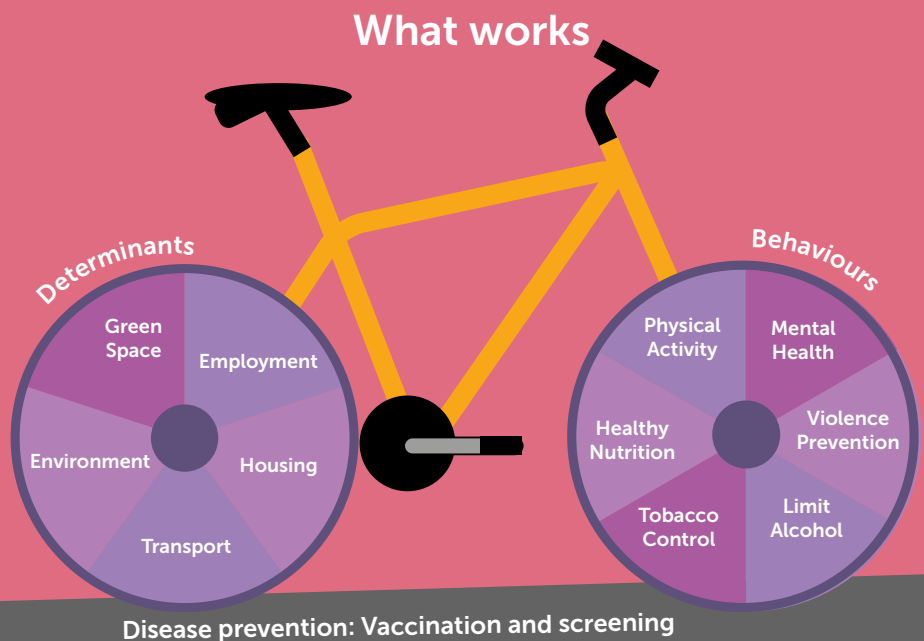 What works
Determinants
Green
Space
Employment
Environment
Housing
Transport
Behaviours
Physical
Activity
Mental
Health
Healthy
Nutrition
Violence
Prevention
Tobacco
Control
Limit
Alcohol
Disease prevention: Vaccination and screening